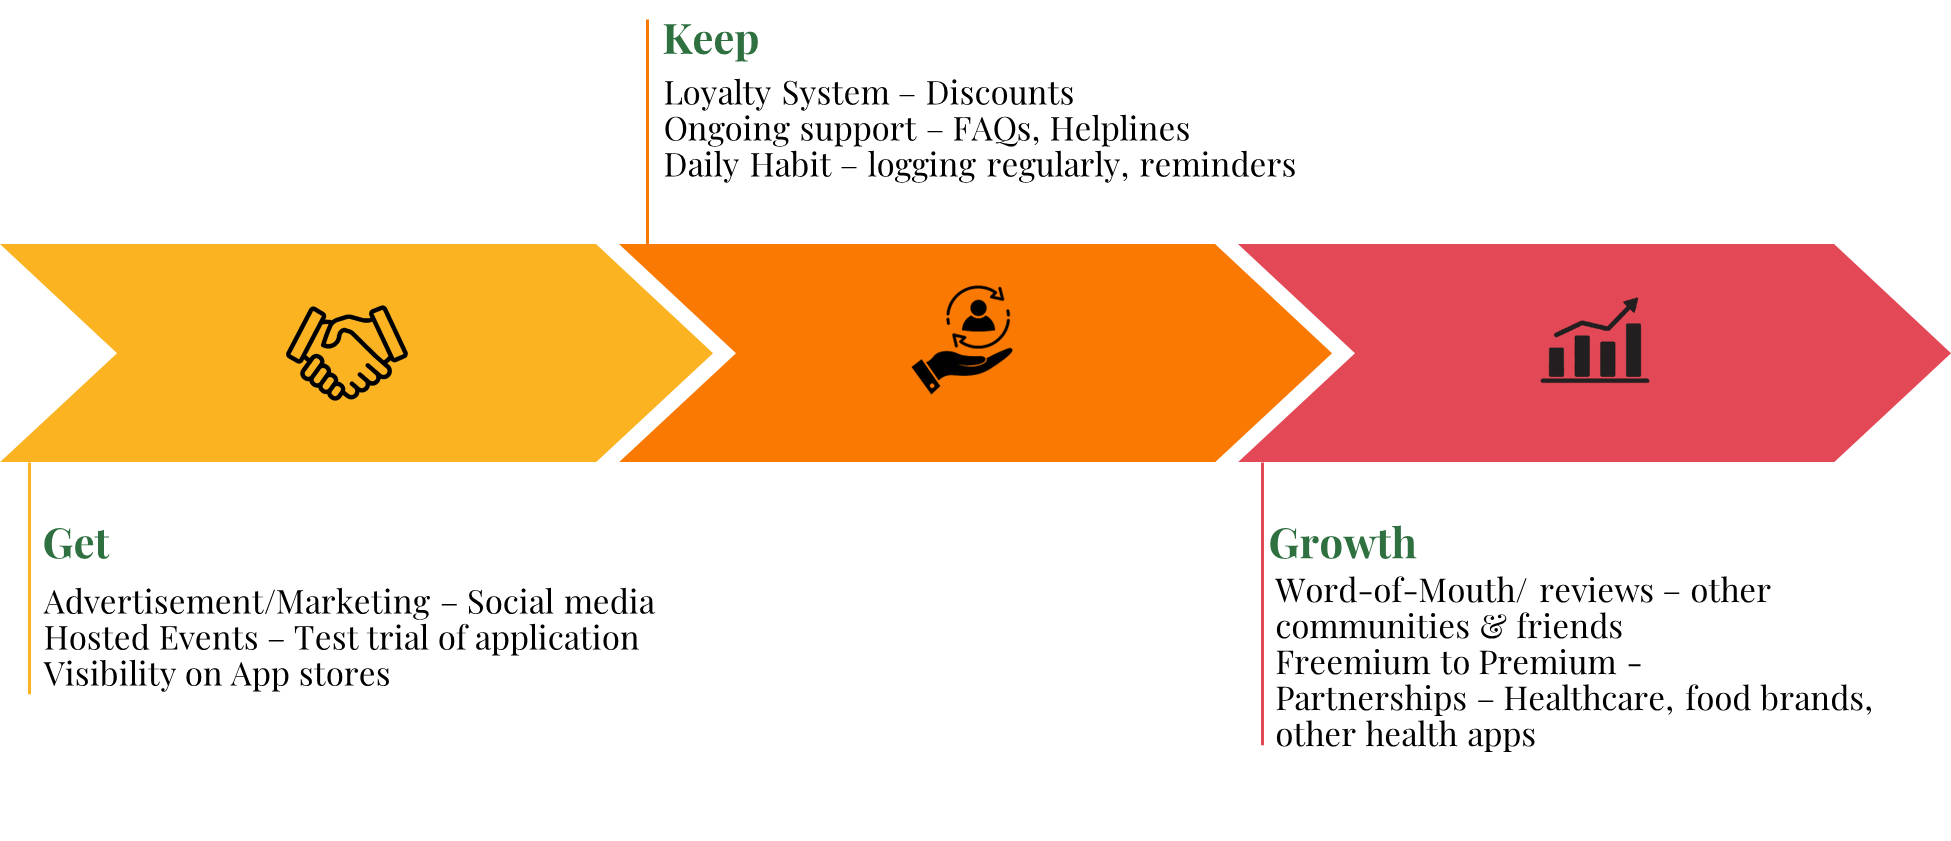 Keep
Loyalty System – Discounts
Ongoing support – FAQs, Helplines
Daily Habit – logging regularly, reminders
Get
Advertisement/Marketing – Social media
Hosted Events – Test trial of application
Visibility on App stores
Growth
Word-of-Mouth/ reviews – other
communities & friends
Freemium to Premium -
Partnerships – Healthcare, food brands,
other health apps